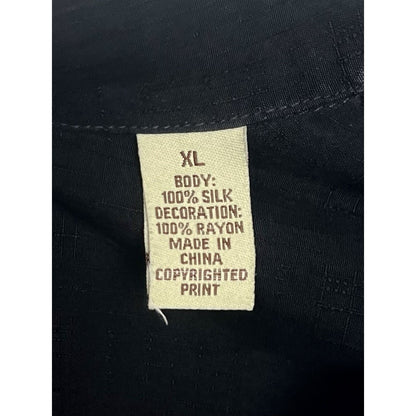 XL
BODY:
100% SILK
DECORATION:
100% RAYON
MADE IN
CHINA
COPYRIGHTED
PRINT